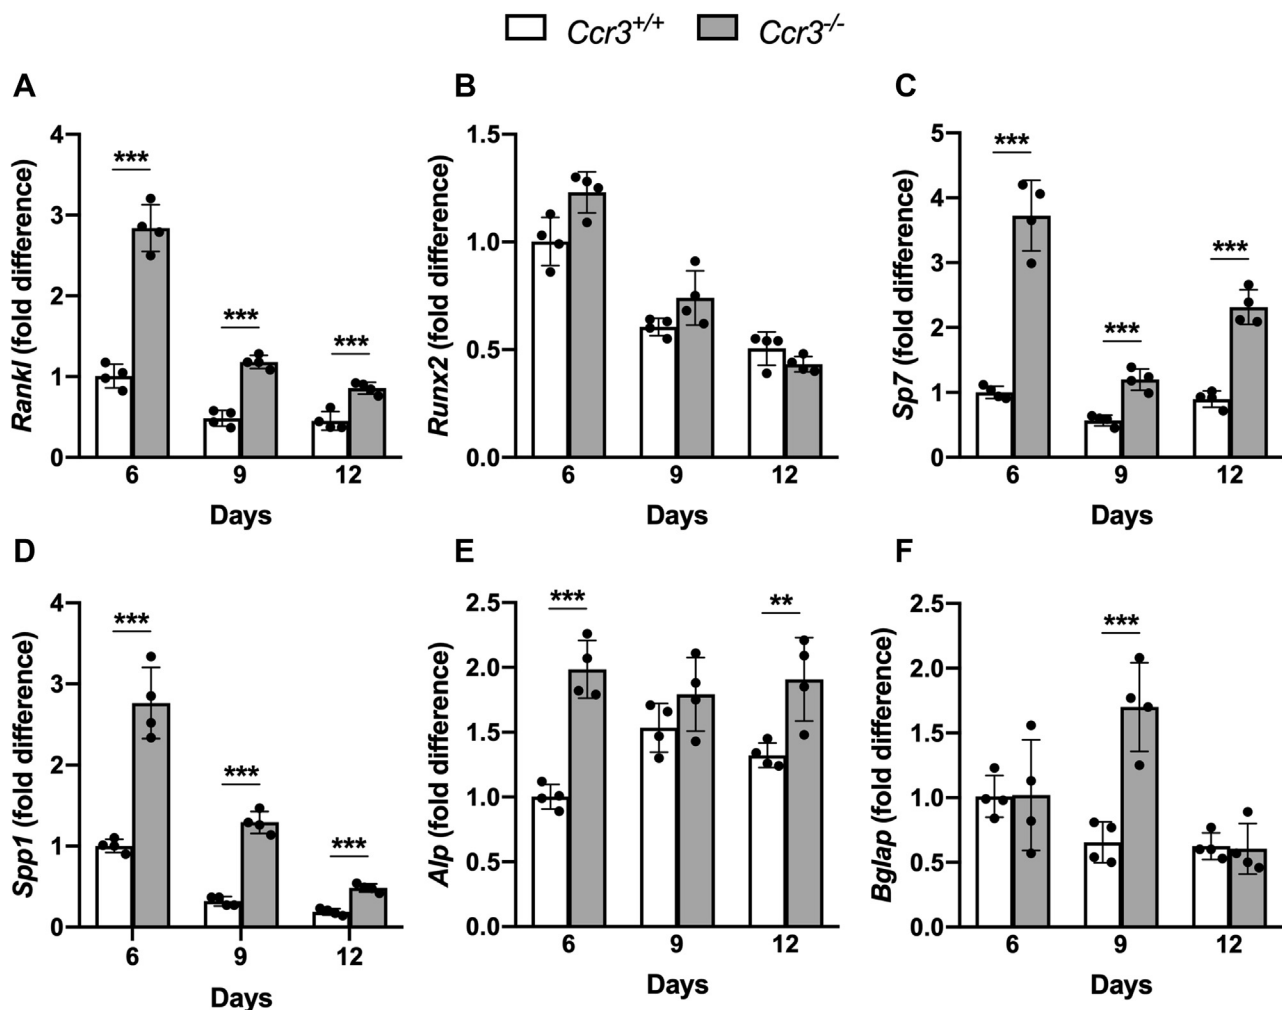 Ccr3+/+ Ccr3-/-
A
Rankl (fold difference)
4
3
2
1
0
***
***
***
6 9 12
Days
B
Runx2 (fold difference)
1.5
1.0
0.5
0.0
6 9 12
Days
C
Sp7 (fold difference)
5
4
3
2
1
0
***
***
***
6 9 12
Days
D
Spp1 (fold difference)
4
3
2
1
0
***
***
***
6 9 12
Days
E
Alp (fold difference)
2.5
2.0
1.5
1.0
0.5
0.0
***
**
6 9 12
Days
F
Bglap (fold difference)
2.5
2.0
1.5
1.0
0.5
0.0
***
6 9 12
Days